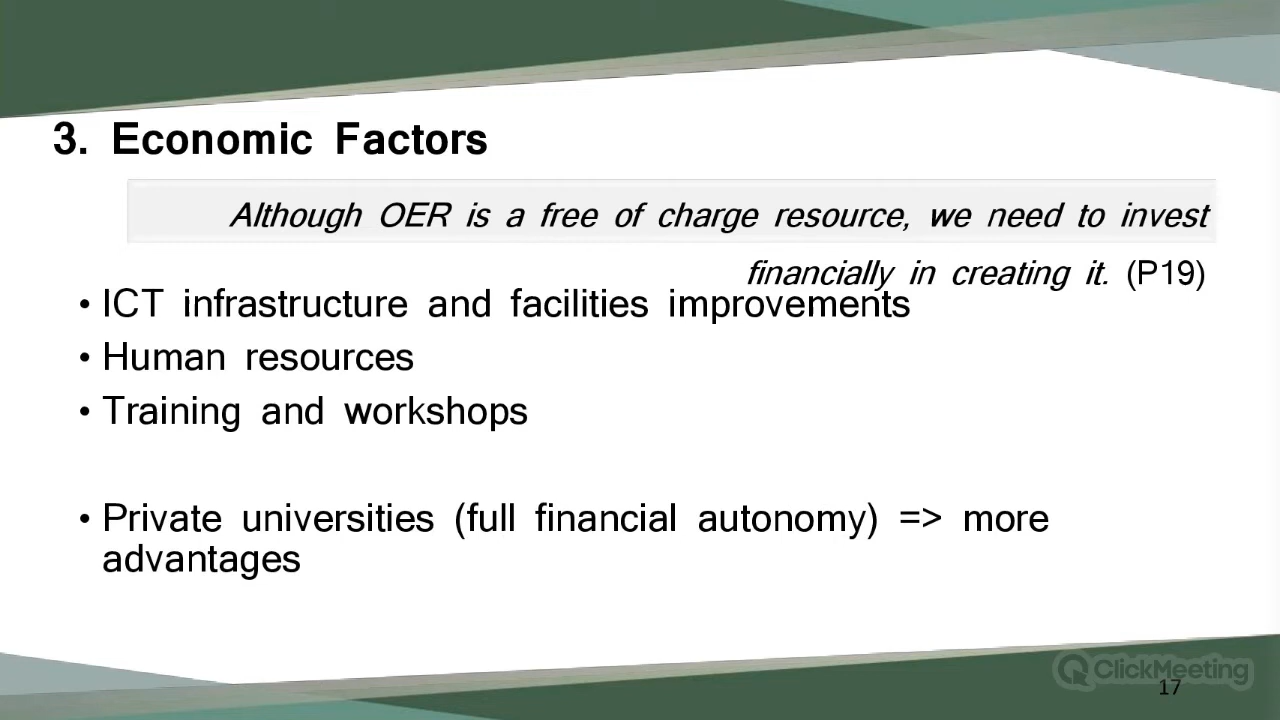 3. Economic Factors
Although OER is a free of charge resource, we need to invest
financially in creating it. (P19)
• ICT infrastructure and facilities improvements
• Human resources
• Training and workshops
• Private universities (full financial autonomy) => more
advantages
ClickMeeting
17